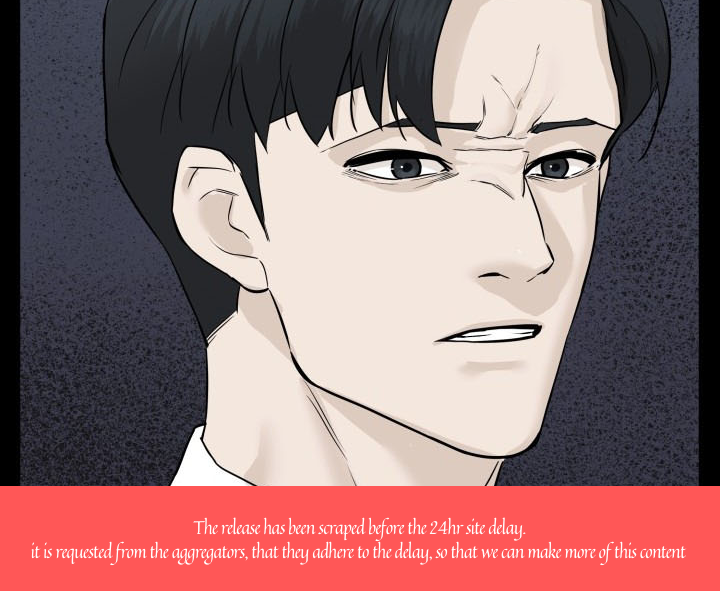 The release has been scraped before the 24hr site delay.
it is requested from the aggregators, that they adhere to the delay, so that we can make more of this content